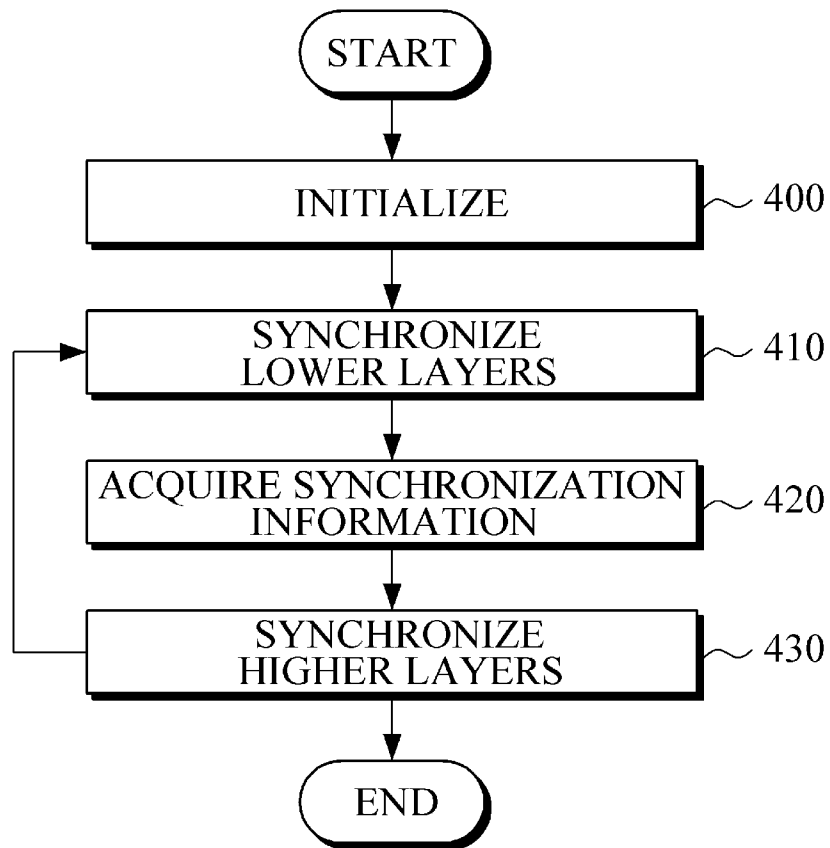 START
INITIALIZE
400
SYNCHRONIZE
LOWER LAYERS
410
ACQUIRE SYNCHRONIZATION
INFORMATION
420
SYNCHRONIZE
HIGHER LAYERS
430
END